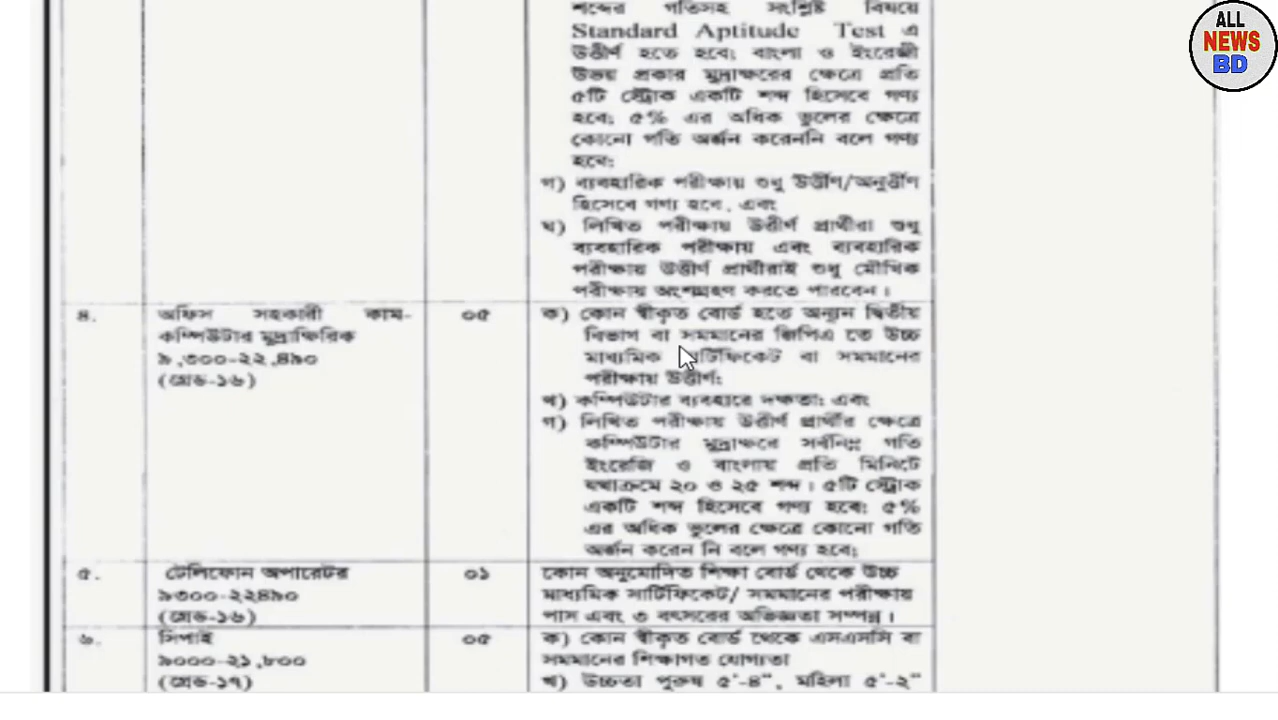 শব্দের গতিসহ সংশ্লিষ্ট বিষয়ে
Standard Aptitude Test এ
উত্তীর্ণ হতে হবে; বাংলা ও ইংরেজী
উভয় প্রকার মুদ্রাক্ষরের ক্ষেত্রে প্রতি
৫টি স্ট্রোক একটি শব্দ হিসেবে গণ্য
হবে; ৫% এর অধিক ভুলের ক্ষেত্রে
কোনো গতি অর্জন করেননি বলে গণ্য
হবে;
গ) ব্যবহারিক পরীক্ষায় শুধু উর্ত্তীণ/অনুর্ত্তীণ
হিসেবে গণ্য হবে, এবং
ঘ) লিখিত পরীক্ষায় উত্তীর্ণ প্রার্থীরা শুধু
ব্যবহারিক পরীক্ষায় এবং ব্যবহারিক
পরীক্ষায় উত্তীর্ণ প্রার্থীরাই শুধু মৌখিক
পরীক্ষায় অংশগ্রহণ করতে পারবেন।
৪.
অফিস সহকারী কাম-
কম্পিউটার মুদ্রাক্ষরিক
৯,৩০০-২২,৪৯০
(গ্রেড-১৬)
০৫
ক) কোন স্বীকৃত বোর্ড হতে অন্যূন দ্বিতীয়
বিভাগ বা সমমানের জিপিএ তে উচ্চ
মাধ্যমিক সার্টিফিকেট বা সমমানের
পরীক্ষায় উত্তীর্ণ;
খ) কম্পিউটার ব্যবহারে দক্ষতা; এবং
গ) লিখিত পরীক্ষায় উত্তীর্ণ প্রার্থীর ক্ষেত্রে
কম্পিউটার মুদ্রাক্ষরে সর্বনিম্ন গতি
ইংরেজি ও বাংলায় প্রতি মিনিটে
যথাক্রমে ২০ ও ২৫ শব্দ। ৫টি স্ট্রোক
একটি শব্দ হিসেবে গণ্য হবে; ৫%
এর অধিক ভুলের ক্ষেত্রে কোনো গতি
অর্জন করেন নি বলে গণ্য হবে;
৫.
টেলিফোন অপারেটর
৯৩০০-২২৪৯০
(গ্রেড-১৬)
০১
কোন অনুমোদিত শিক্ষা বোর্ড থেকে উচ্চ
মাধ্যমিক সার্টিফিকেট/ সমমানের পরীক্ষায়
পাস এবং ৩ বৎসরের অভিজ্ঞতা সম্পন্ন।
৬.
সিপাই
৯০০০-২১,৮০০
(গ্রেড-১৭)
০৫
ক) কোন স্বীকৃত বোর্ড থেকে এসএসসি বা
সমমানের শিক্ষাগত যোগ্যতা
খ) উচ্চতা পুরুষ ৫'-৪", মহিলা ৫'-২"
ALL
NEWS
BD